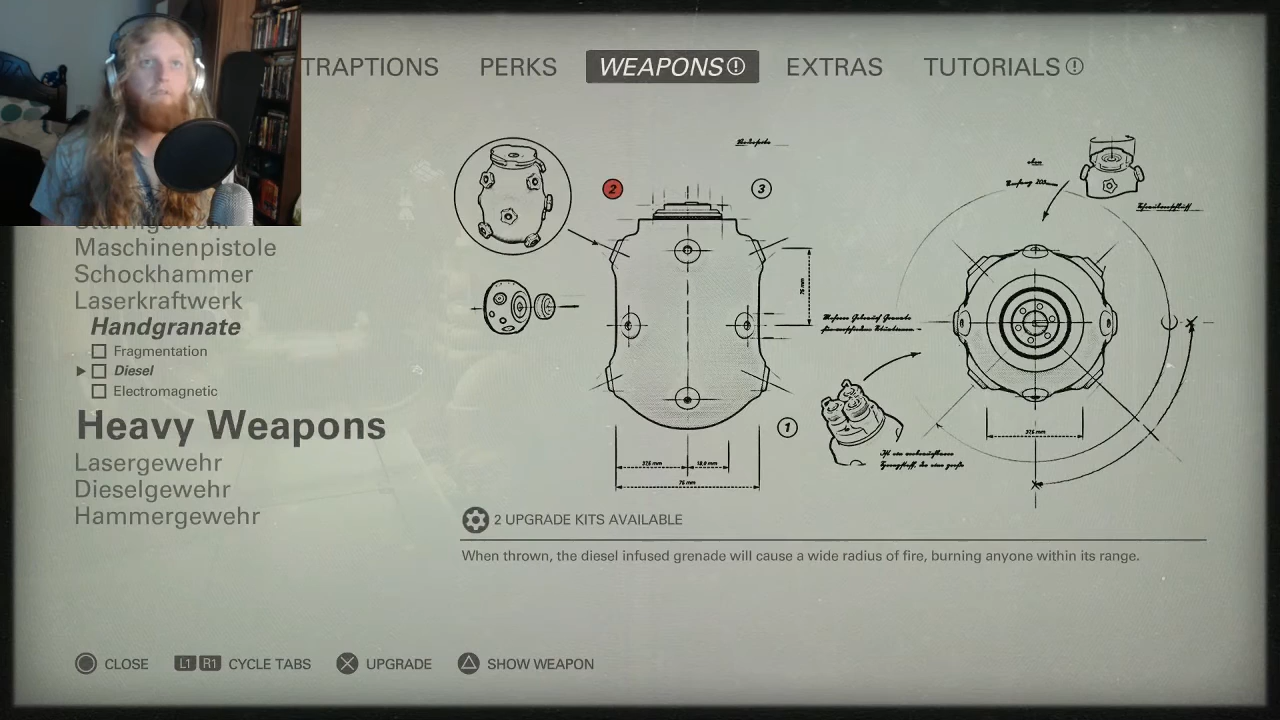 TRAPTIONS PERKS WEAPONS! EXTRAS TUTORIALS!
2
3
Maschinenpistole
Schockhammer
Laserkraftwerk
Handgranate
Fragmentation
Diesel
Electromagnetic
Heavy Weapons
Lasergewehr
Dieselgewehr
Hammergewehr
76 mm
1
2 UPGRADE KITS AVAILABLE
When thrown, the diesel infused grenade will cause a wide radius of fire, burning anyone within its range.
CLOSE L1 R1 CYCLE TABS UPGRADE SHOW WEAPON